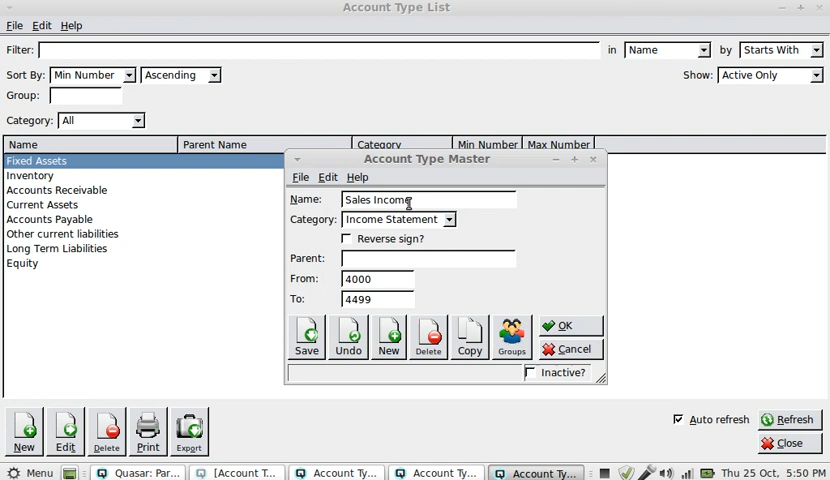 Account Type List
File Edit Help
Filter: in Name by Starts With
Sort By: Min Number Ascending Show: Active Only
Group:
Category: All
Name Parent Name Category Min Number Max Number
Fixed Assets
Inventory
Accounts Receivable
Current Assets
Accounts Payable
Other current liabilities
Long Term Liabilities
Equity
Account Type Master
File Edit Help
Name: Sales Income
Category: Income Statement
Reverse sign?
Parent:
From: 4000
To: 4499
Save Undo New Delete Copy Groups OK
Cancel
Inactive?
New Edit Delete Print Export Auto refresh Refresh
Close
Menu Quasar: Par... [Account T... Account Ty... Account Ty... Account Ty... Thu 25 Oct, 5:50 PM